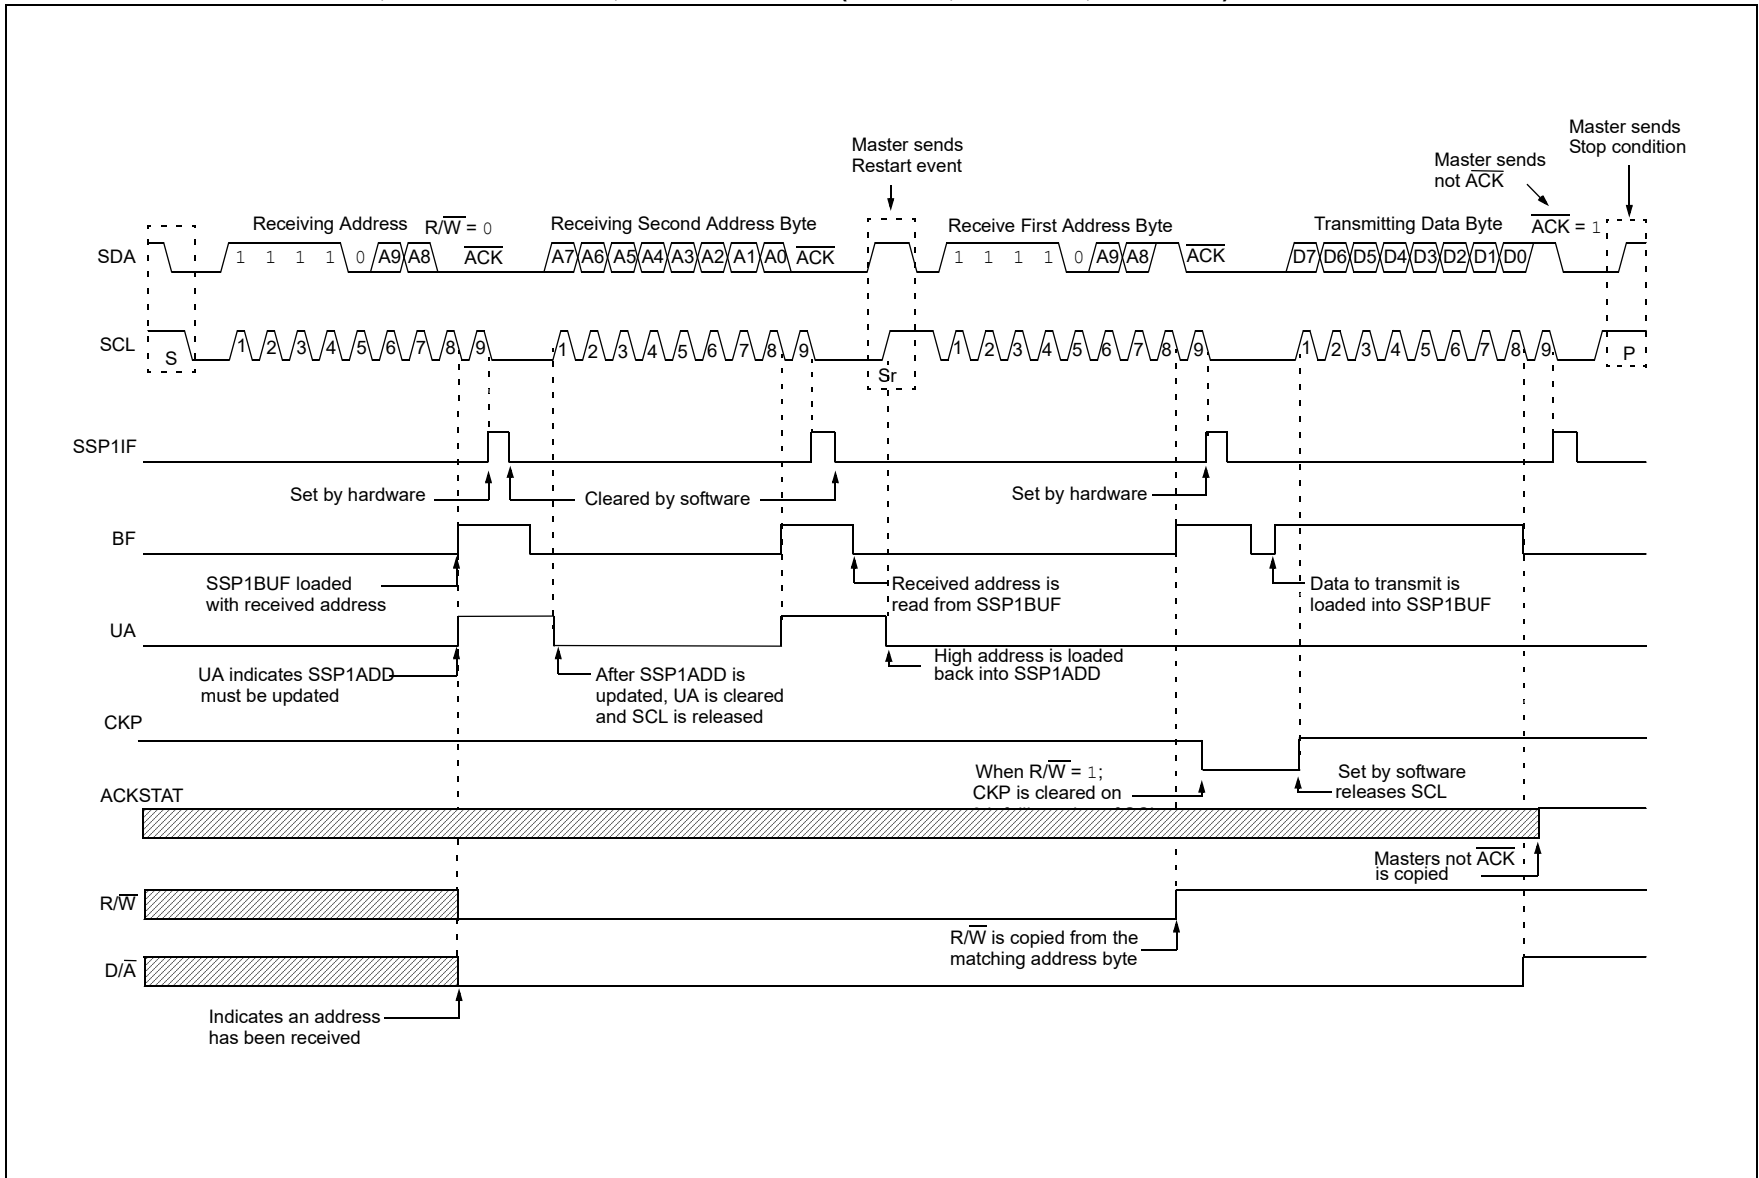 Master sends
Restart event
Master sends
Stop condition
Master sends
not ACK
Receiving Address R/W = 0
Receiving Second Address Byte
Receive First Address Byte
Transmitting Data Byte
ACK = 1
SDA
1 1 1 1 0 A9 A8 ACK
A7 A6 A5 A4 A3 A2 A1 A0 ACK
1 1 1 1 0 A9 A8 ACK
D7 D6 D5 D4 D3 D2 D1 D0
SCL
S
1 2 3 4 5 6 7 8 9
1 2 3 4 5 6 7 8 9
Sr
1 2 3 4 5 6 7 8 9
1 2 3 4 5 6 7 8 9
P
SSP1IF
Set by hardware
Cleared by software
Set by hardware
BF
SSP1BUF loaded
with received address
Received address is
read from SSP1BUF
Data to transmit is
loaded into SSP1BUF
UA
UA indicates SSP1ADD
must be updated
After SSP1ADD is
updated, UA is cleared
and SCL is released
High address is loaded
back into SSP1ADD
CKP
When R/W = 1;
CKP is cleared on
Set by software
releases SCL
ACKSTAT
Masters not ACK
is copied
R/W
R/W is copied from the
matching address byte
D/A
Indicates an address
has been received